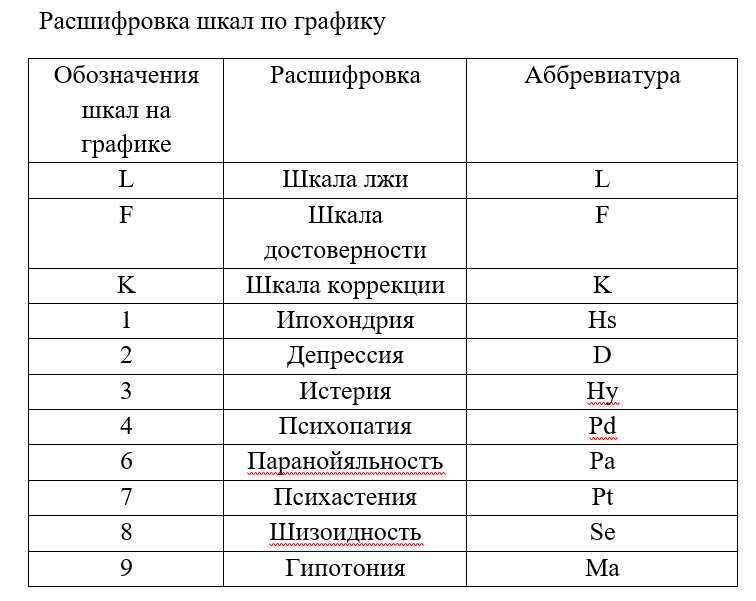 Расшифровка шкал по графику
Обозначения шкал на графике Расшифровка Аббревиатура
L Шкала лжи L
F Шкала достоверности F
K Шкала коррекции K
1 Ипохондрия Hs
2 Депрессия D
3 Истерия Hy
4 Психопатия Pd
6 Паранойяльностъ Pa
7 Психастения Pt
8 Шизоидность Se
9 Гипотония Ma